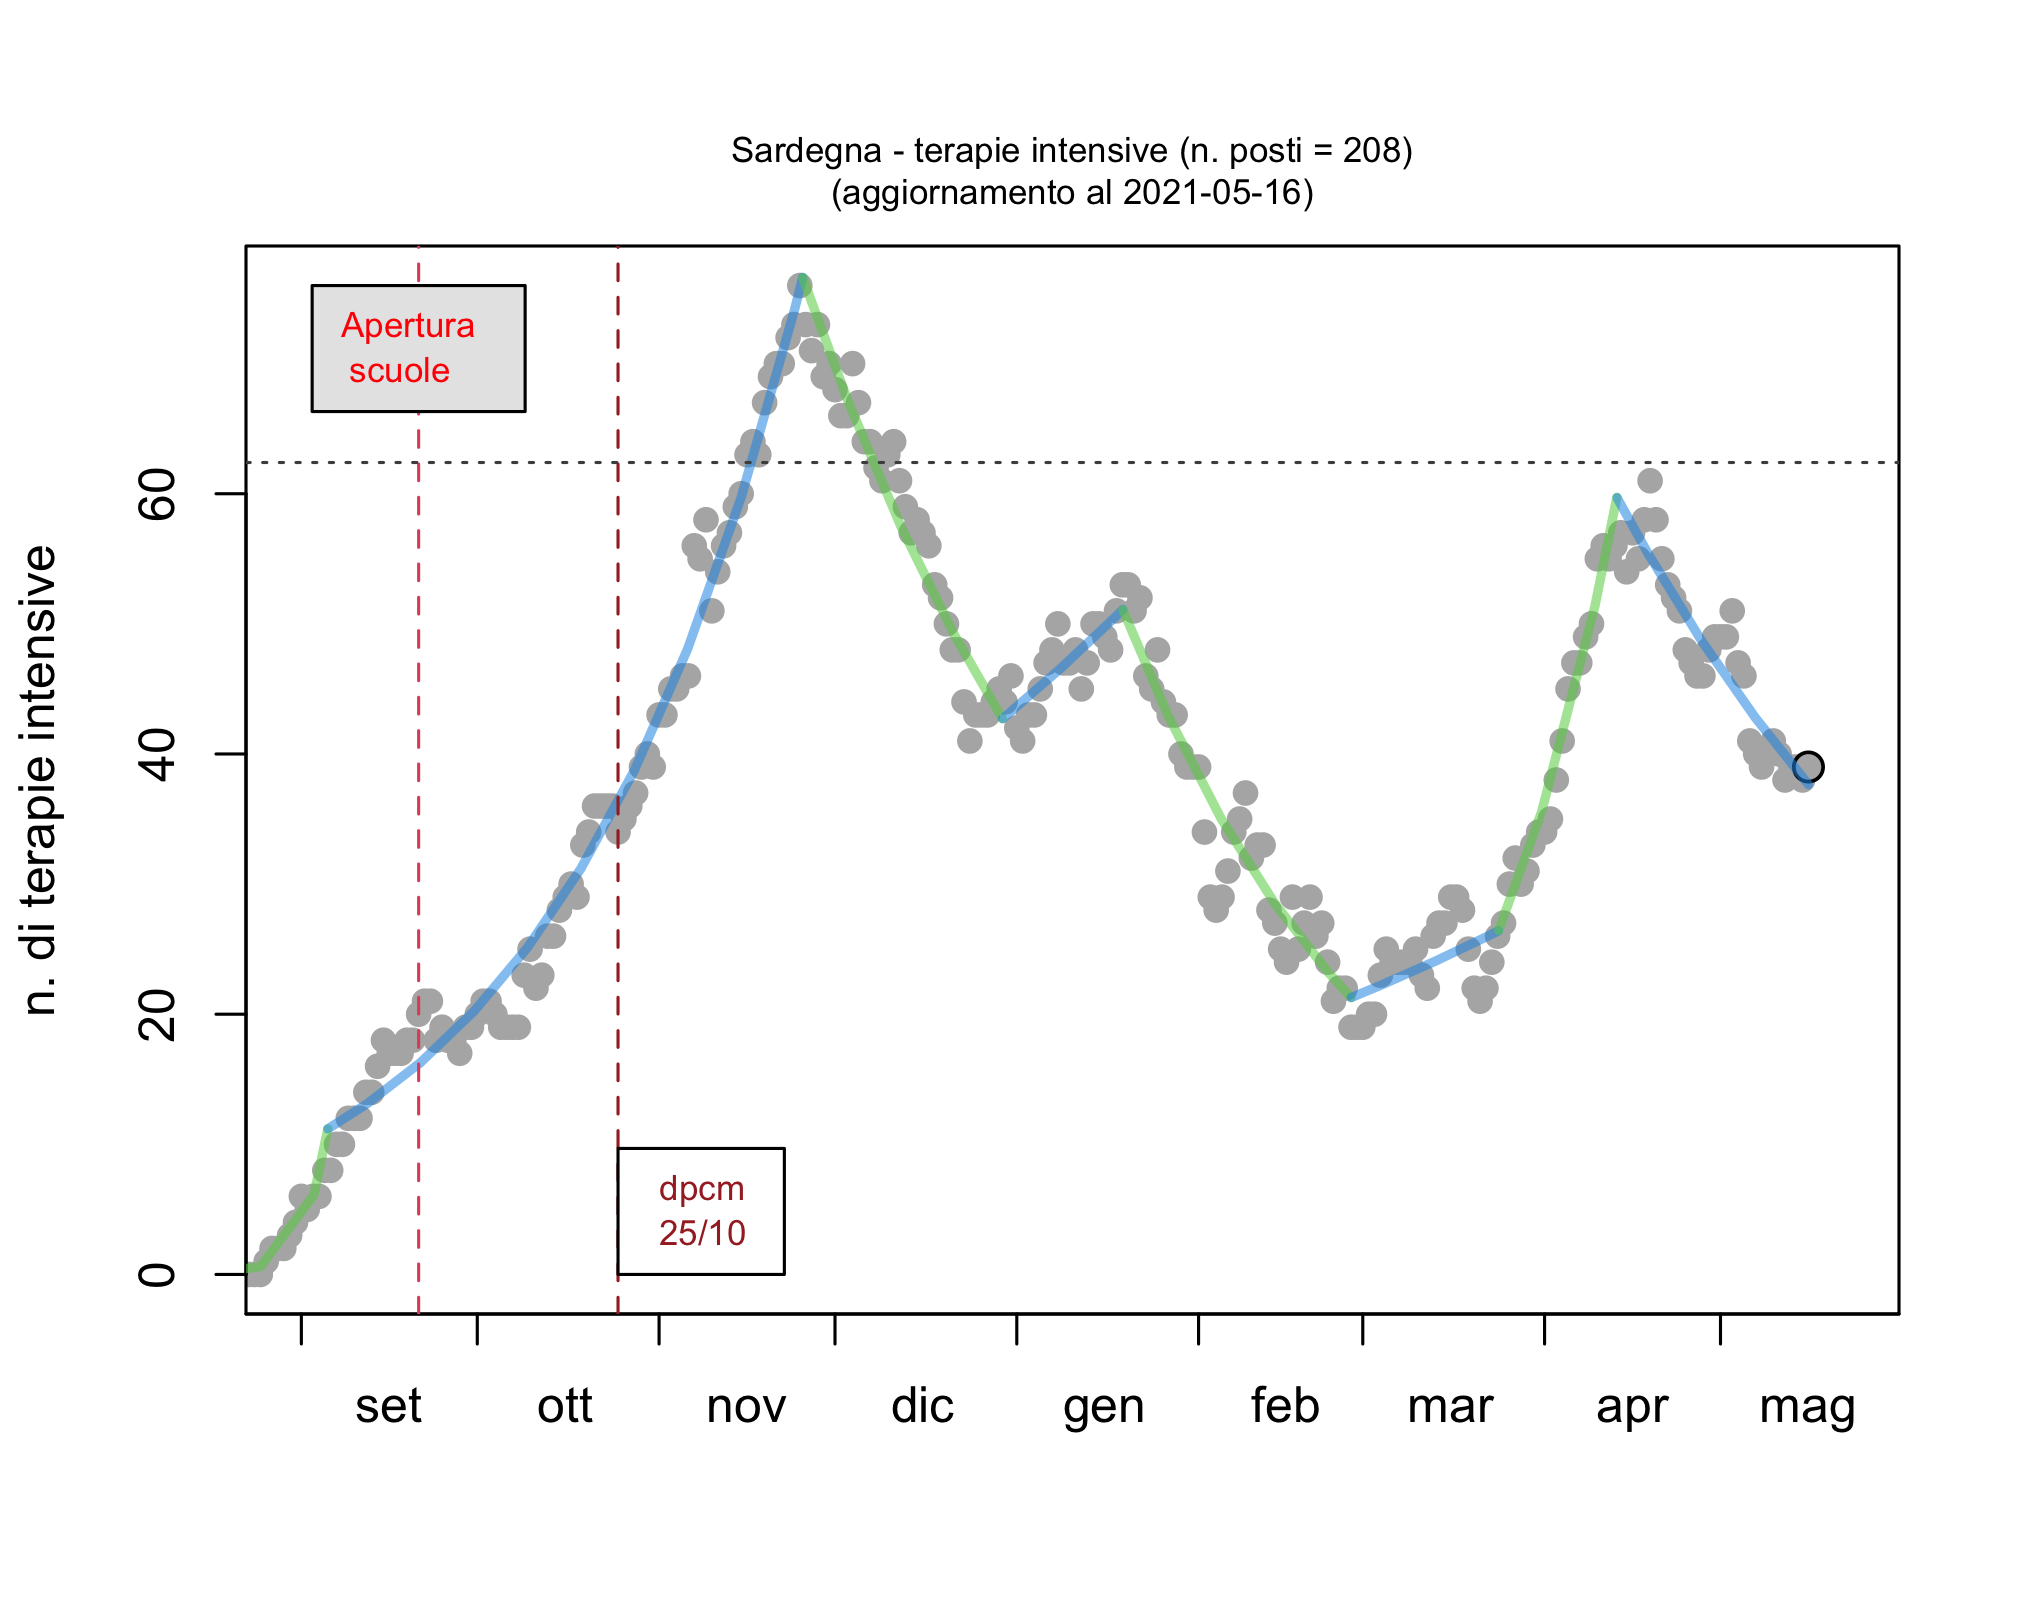 Sardegna - terapie intensive (n. posti = 208)
(aggiornamento al 2021-05-16)
Apertura
scuole
dpcm
25/10
n. di terapie intensive
60
40
20
0
set ott nov dic gen feb mar apr mag